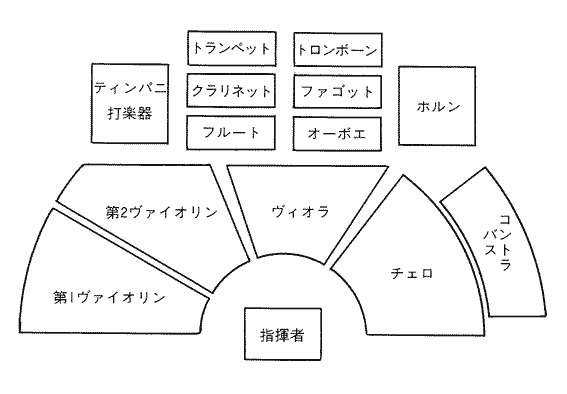 トランペット
トロンボーン
ティンパニ
打楽器
クラリネット
ファゴット
ホルン
フルート
オーボエ
第2ヴァイオリン
ヴィオラ
コントラ
バス
第1ヴァイオリン
チェロ
指揮者